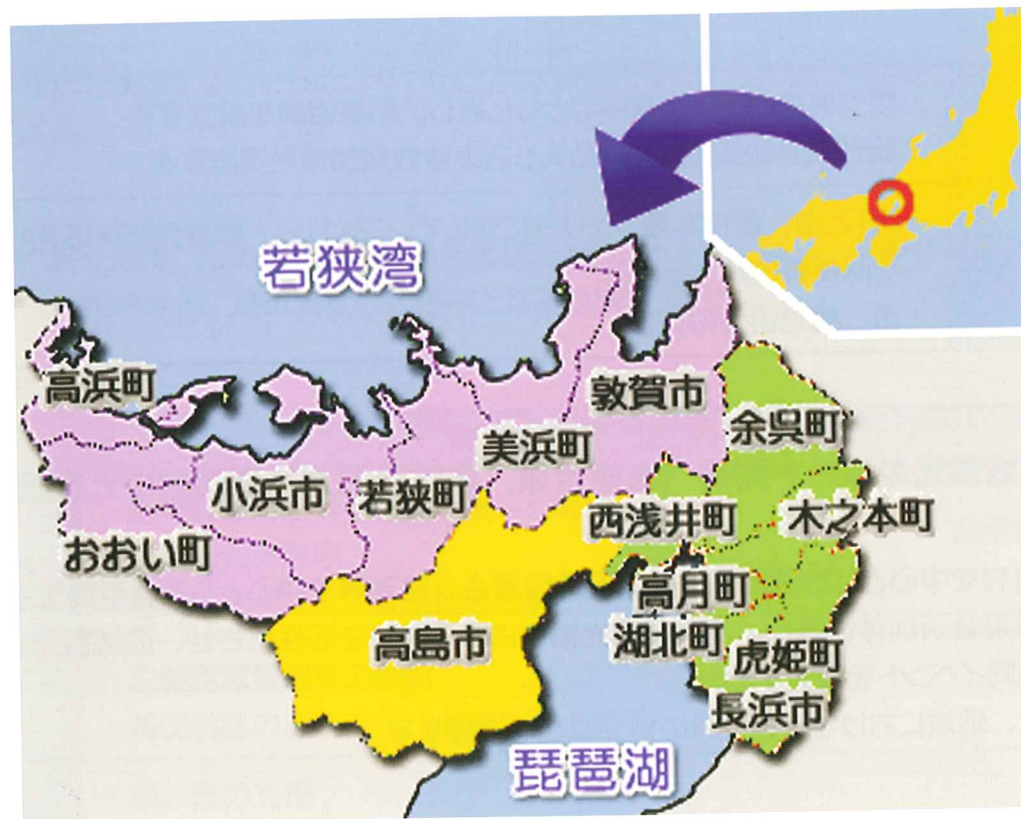 若狭湾
高浜町
敦賀市
余呉町
美浜町
小浜市
若狭町
西浅井町
木之本町
おおい町
高月町
高島市
湖北町
虎姫町
長浜市
琵琶湖